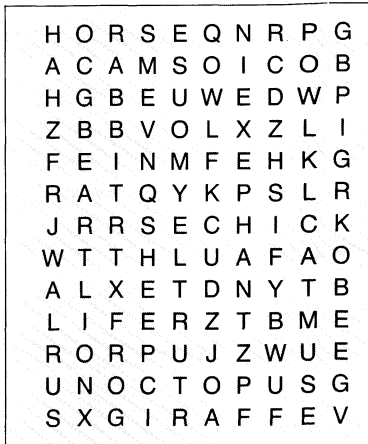 H O R S E Q N R P G
A C A M S O I C O B
H G B E U W E D W P
Z B B V O L X Z L I
F E I N M F E H K G
R A T Q Y K P S L R
J R R S E C H I C K
W T T H L U A F A O
A L X E T D N Y T B
L I F E R Z T B M E
R O R P U J Z W U E
U N O C T O P U S G
S X G I R A F F E V